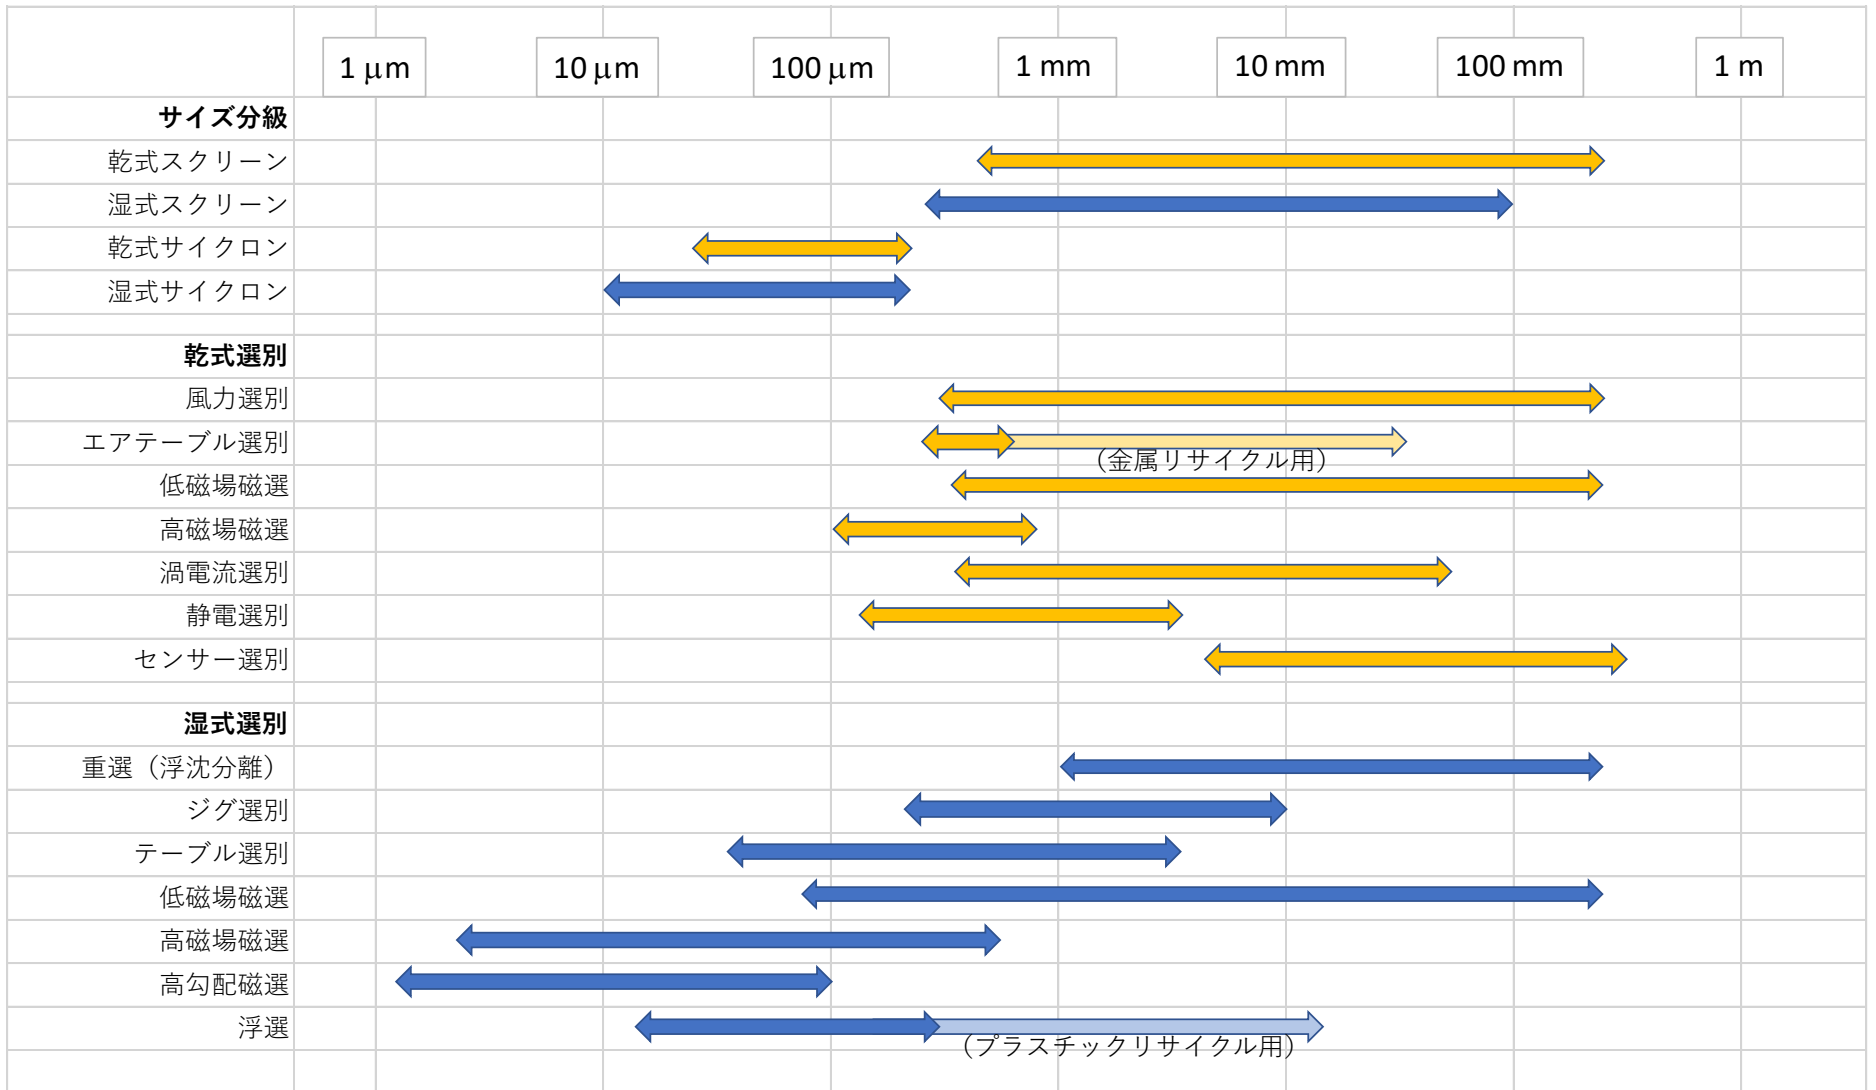 1 μm 10 μm 100 μm 1 mm 10 mm 100 mm 1 m
サイズ分級
乾式スクリーン
湿式スクリーン
乾式サイクロン
湿式サイクロン
乾式選別
風力選別
エアテーブル選別
（金属リサイクル用）
低磁場磁選
高磁場磁選
渦電流選別
静電選別
センサー選別
湿式選別
重選（浮沈分離）
ジグ選別
テーブル選別
低磁場磁選
高磁場磁選
高勾配磁選
浮選
（プラスチックリサイクル用）